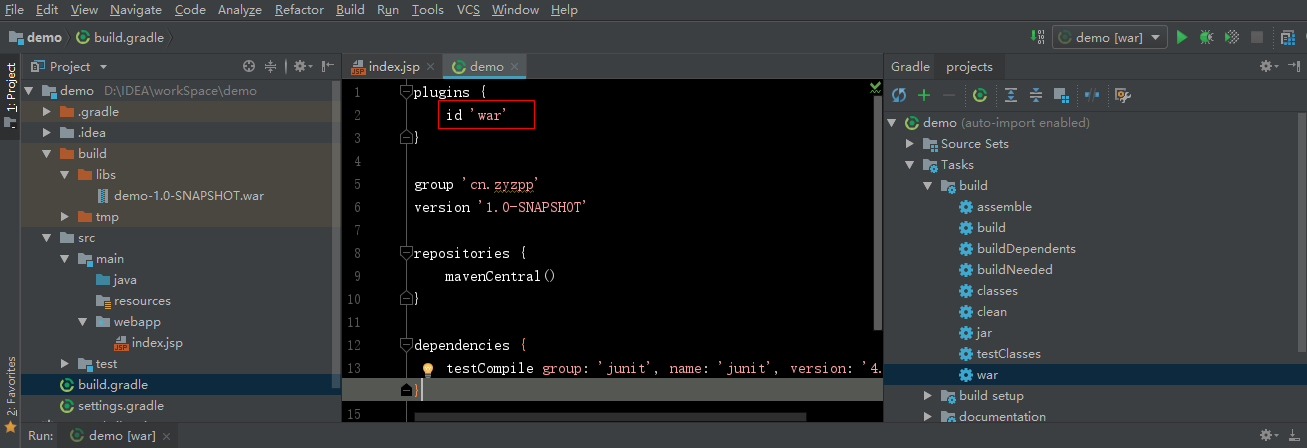 File Edit View Navigate Code Analyze Refactor Build Run Tools VCS Window Help
demo build.gradle
demo [war]
1: Project
2: Favorites
Project
demo D:\IDEA\workSpace\demo
.gradle
.idea
build
libs
demo-1.0-SNAPSHOT.war
tmp
src
main
java
resources
webapp
index.jsp
test
build.gradle
settings.gradle
index.jsp demo
1 plugins {
2 id 'war'
3 }
4
5 group 'cn.zyzpp'
6 version '1.0-SNAPSHOT'
7
8 repositories {
9 mavenCentral()
10 }
11
12 dependencies {
13 testCompile group: 'junit', name: 'junit', version: '4.
14 }
15
Gradle projects
demo (auto-import enabled)
Source Sets
Tasks
build
assemble
build
buildDependents
buildNeeded
classes
clean
jar
testClasses
war
build setup
documentation
Run: demo [war]